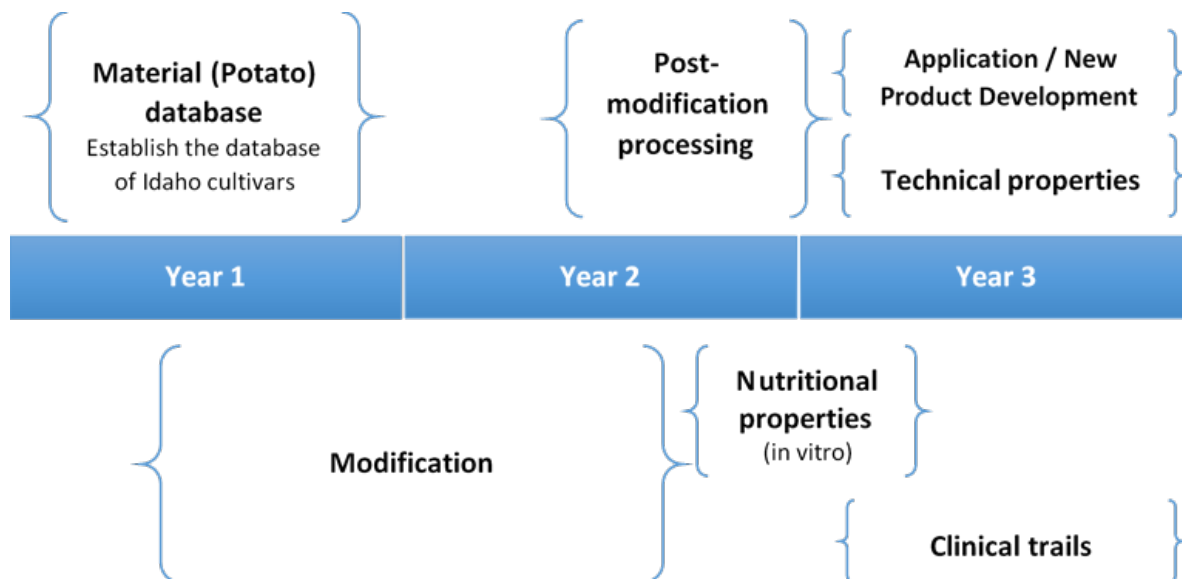 Material (Potato)
database
Establish the database
of Idaho cultivars
Post-
modification
processing
Application / New
Product Development
Technical properties
Year 1
Year 2
Year 3
Modification
Nutritional
properties
(in vitro)
Clinical trails